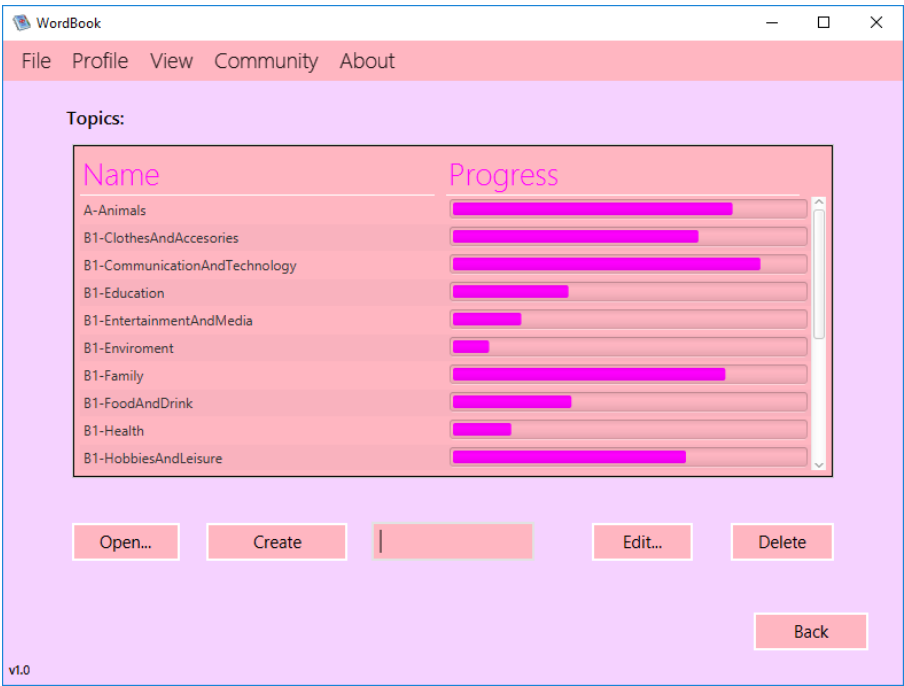 WordBook
File Profile View Community About
Topics:
Name Progress
A-Animals
B1-ClothesAndAccesories
B1-CommunicationAndTechnology
B1-Education
B1-EntertainmentAndMedia
B1-Enviroment
B1-Family
B1-FoodAndDrink
B1-Health
B1-HobbiesAndLeisure
Open... Create Edit... Delete
Back
v1.0